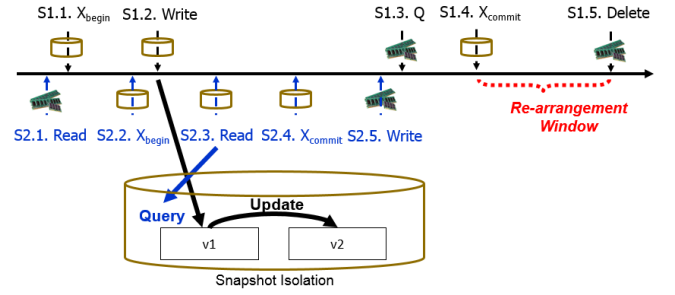 S1.1. Xbegin
S1.2. Write
S1.3. Q
S1.4. Xcommit
S1.5. Delete
Re-arrangement
Window
S2.1. Read
S2.2. Xbegin
S2.3. Read
S2.4. Xcommit
S2.5. Write
Update
Query
v1
v2
Snapshot Isolation